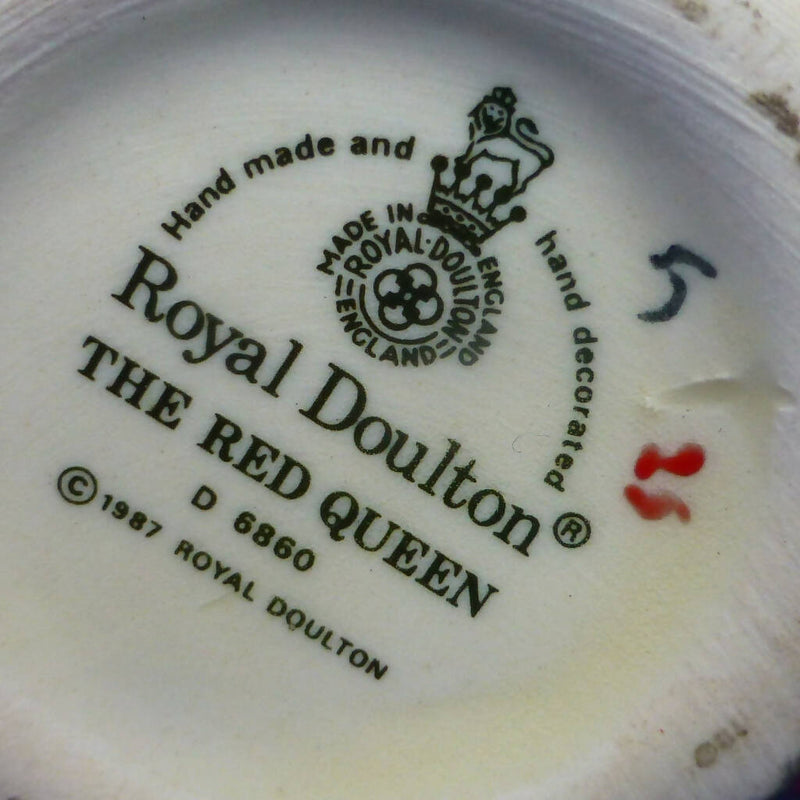 Hand made and
hand decorated
MADE IN
ENGLAND
ROYAL·DOULTON
=ENGLAND=
Royal Doulton®
THE RED QUEEN
D 6860
© 1987 ROYAL DOULTON